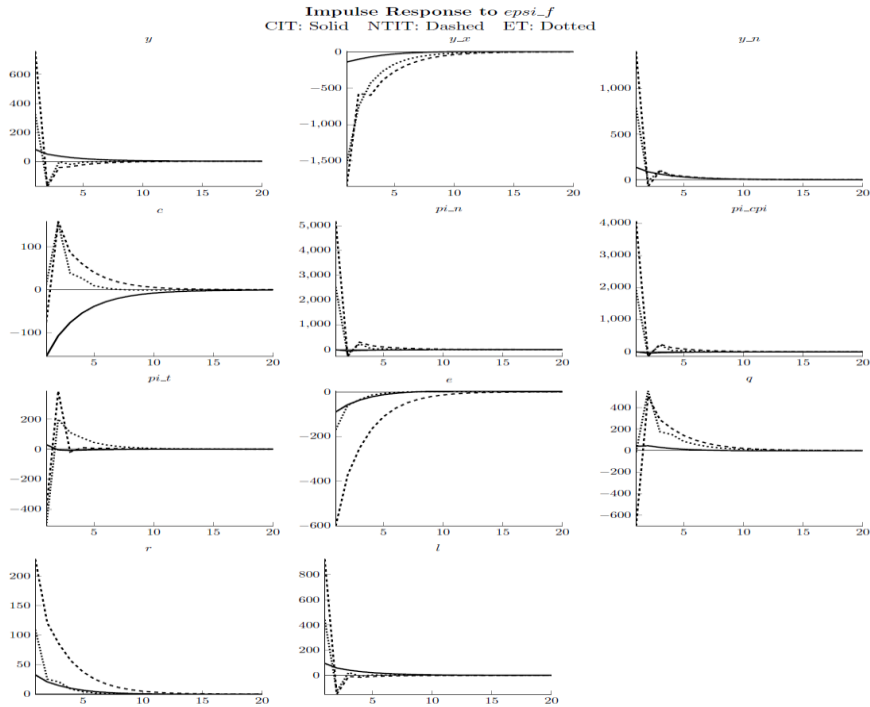 Impulse Response to epsi_f
CIT: Solid NTIT: Dashed ET: Dotted
y
y_x
y_n
600
400
200
0
5 10 15 20
0
−500
−1,000
−1,500
5 10 15 20
1,000
500
0
5 10 15 20
c
pi_n
pi_cpi
100
0
−100
5 10 15 20
5,000
4,000
3,000
2,000
1,000
0
5 10 15 20
4,000
3,000
2,000
1,000
0
5 10 15 20
pi_t
e
q
200
0
−200
−400
5 10 15 20
0
−200
−400
−600
5 10 15 20
400
200
0
−200
−400
−600
5 10 15 20
r
l
200
150
100
50
0
5 10 15 20
800
600
400
200
0
5 10 15 20